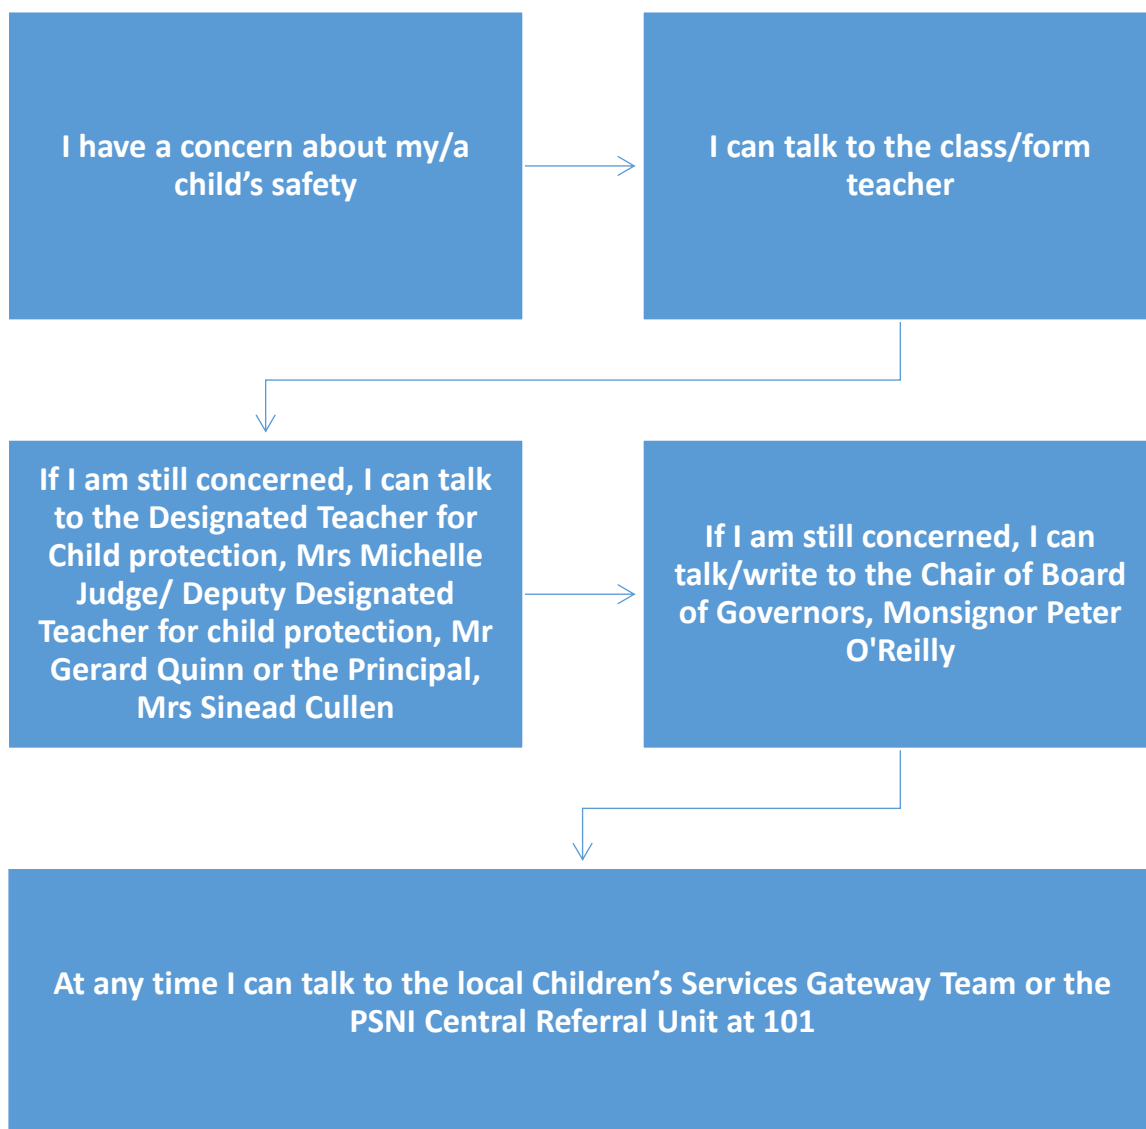 I have a concern about my/a
child’s safety
I can talk to the class/form
teacher
If I am still concerned, I can talk
to the Designated Teacher for
Child protection, Mrs Michelle
Judge/ Deputy Designated
Teacher for child protection, Mr
Gerard Quinn or the Principal,
Mrs Sinead Cullen
If I am still concerned, I can
talk/write to the Chair of Board
of Governors, Monsignor Peter
O'Reilly
At any time I can talk to the local Children’s Services Gateway Team or the
PSNI Central Referral Unit at 101